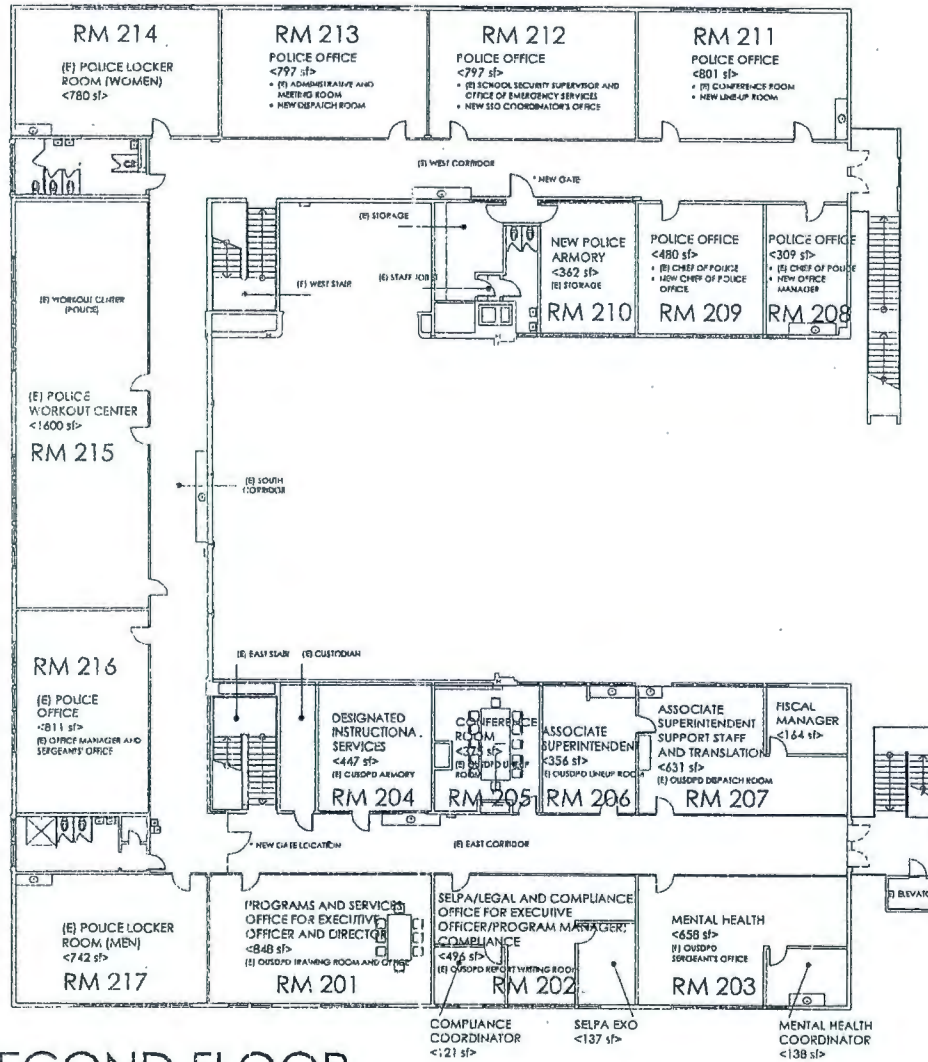 RM 214
(E) POLICE LOCKER
ROOM (WOMEN)
<780 sf>
RM 213
POLICE OFFICE
<797 sf>
• (E) ADMINISTRATIVE AND
MEETING ROOM
• NEW DISPATCH ROOM
RM 212
POLICE OFFICE
<797 sf>
• (E) SCHOOL SECURITY SUPERVISOR AND
OFFICE OF EMERGENCY SERVICES
• NEW SSO COORDINATOR'S OFFICE
RM 211
POLICE OFFICE
<801 sf>
• (E) CONFERENCE ROOM
• NEW LINE-UP ROOM
(E) WEST CORRIDOR
* NEW GATE
(E) STORAGE
(E) WEST STAIR
(E) STAFF
NEW POLICE
ARMORY
<362 sf>
(E) STORAGE
RM 210
POLICE OFFICE
<480 sf>
• (E) CHIEF OF POLICE
• NEW CHIEF OF POLICE
OFFICE
RM 209
POLICE OFFICE
<309 sf>
• (E) CHIEF OF POLICE
• NEW OFFICE
MANAGER
RM 208
(E) WORKOUT CENTER
(POLICE)
(E) POLICE
WORKOUT CENTER
<1600 sf>
RM 215
(E) SOUTH
CORRIDOR
RM 216
(E) POLICE
OFFICE
<811 sf>
(E) OFFICE MANAGER AND
SERGEANTS' OFFICE
(E) EAST STAIR
(E) CUSTODIAN
DESIGNATED
INSTRUCTIONAL
SERVICES
<447 sf>
(E) OUSDPD ARMORY
RM 204
CONFERENCE
ROOM
<375 sf>
(E) OUSDPD
ROOM
RM 205
ASSOCIATE
SUPERINTENDENT
<356 sf>
(E) OUSDPD LINEUP ROOM
RM 206
ASSOCIATE
SUPERINTENDENT
SUPPORT STAFF
AND TRANSLATION
<631 sf>
(E) OUSDPD DISPATCH ROOM
RM 207
FISCAL
MANAGER
<164 sf>
* NEW GATE LOCATION
(E) EAST CORRIDOR
(E) ELEVATO
(E) POLICE LOCKER
ROOM (MEN)
<742 sf>
RM 217
PROGRAMS AND SERVICES
OFFICE FOR EXECUTIVE
OFFICER AND DIRECTOR
<848 sf>
(E) OUSDPD TRAINING ROOM AND OFFICE
RM 201
SELPA/LEGAL AND COMPLIANCE
OFFICE FOR EXECUTIVE
OFFICER/PROGRAM MANAGER,
COMPLIANCE
<496 sf>
(E) OUSDPD REPORT WRITING ROOM
RM 202
MENTAL HEALTH
<658 sf>
(E) OUSDPD
SERGEANT'S OFFICE
RM 203
COMPLIANCE
COORDINATOR
<121 sf>
SELPA EXO
<137 sf>
MENTAL HEALTH
COORDINATOR
<138 sf>
SECOND FLOOR